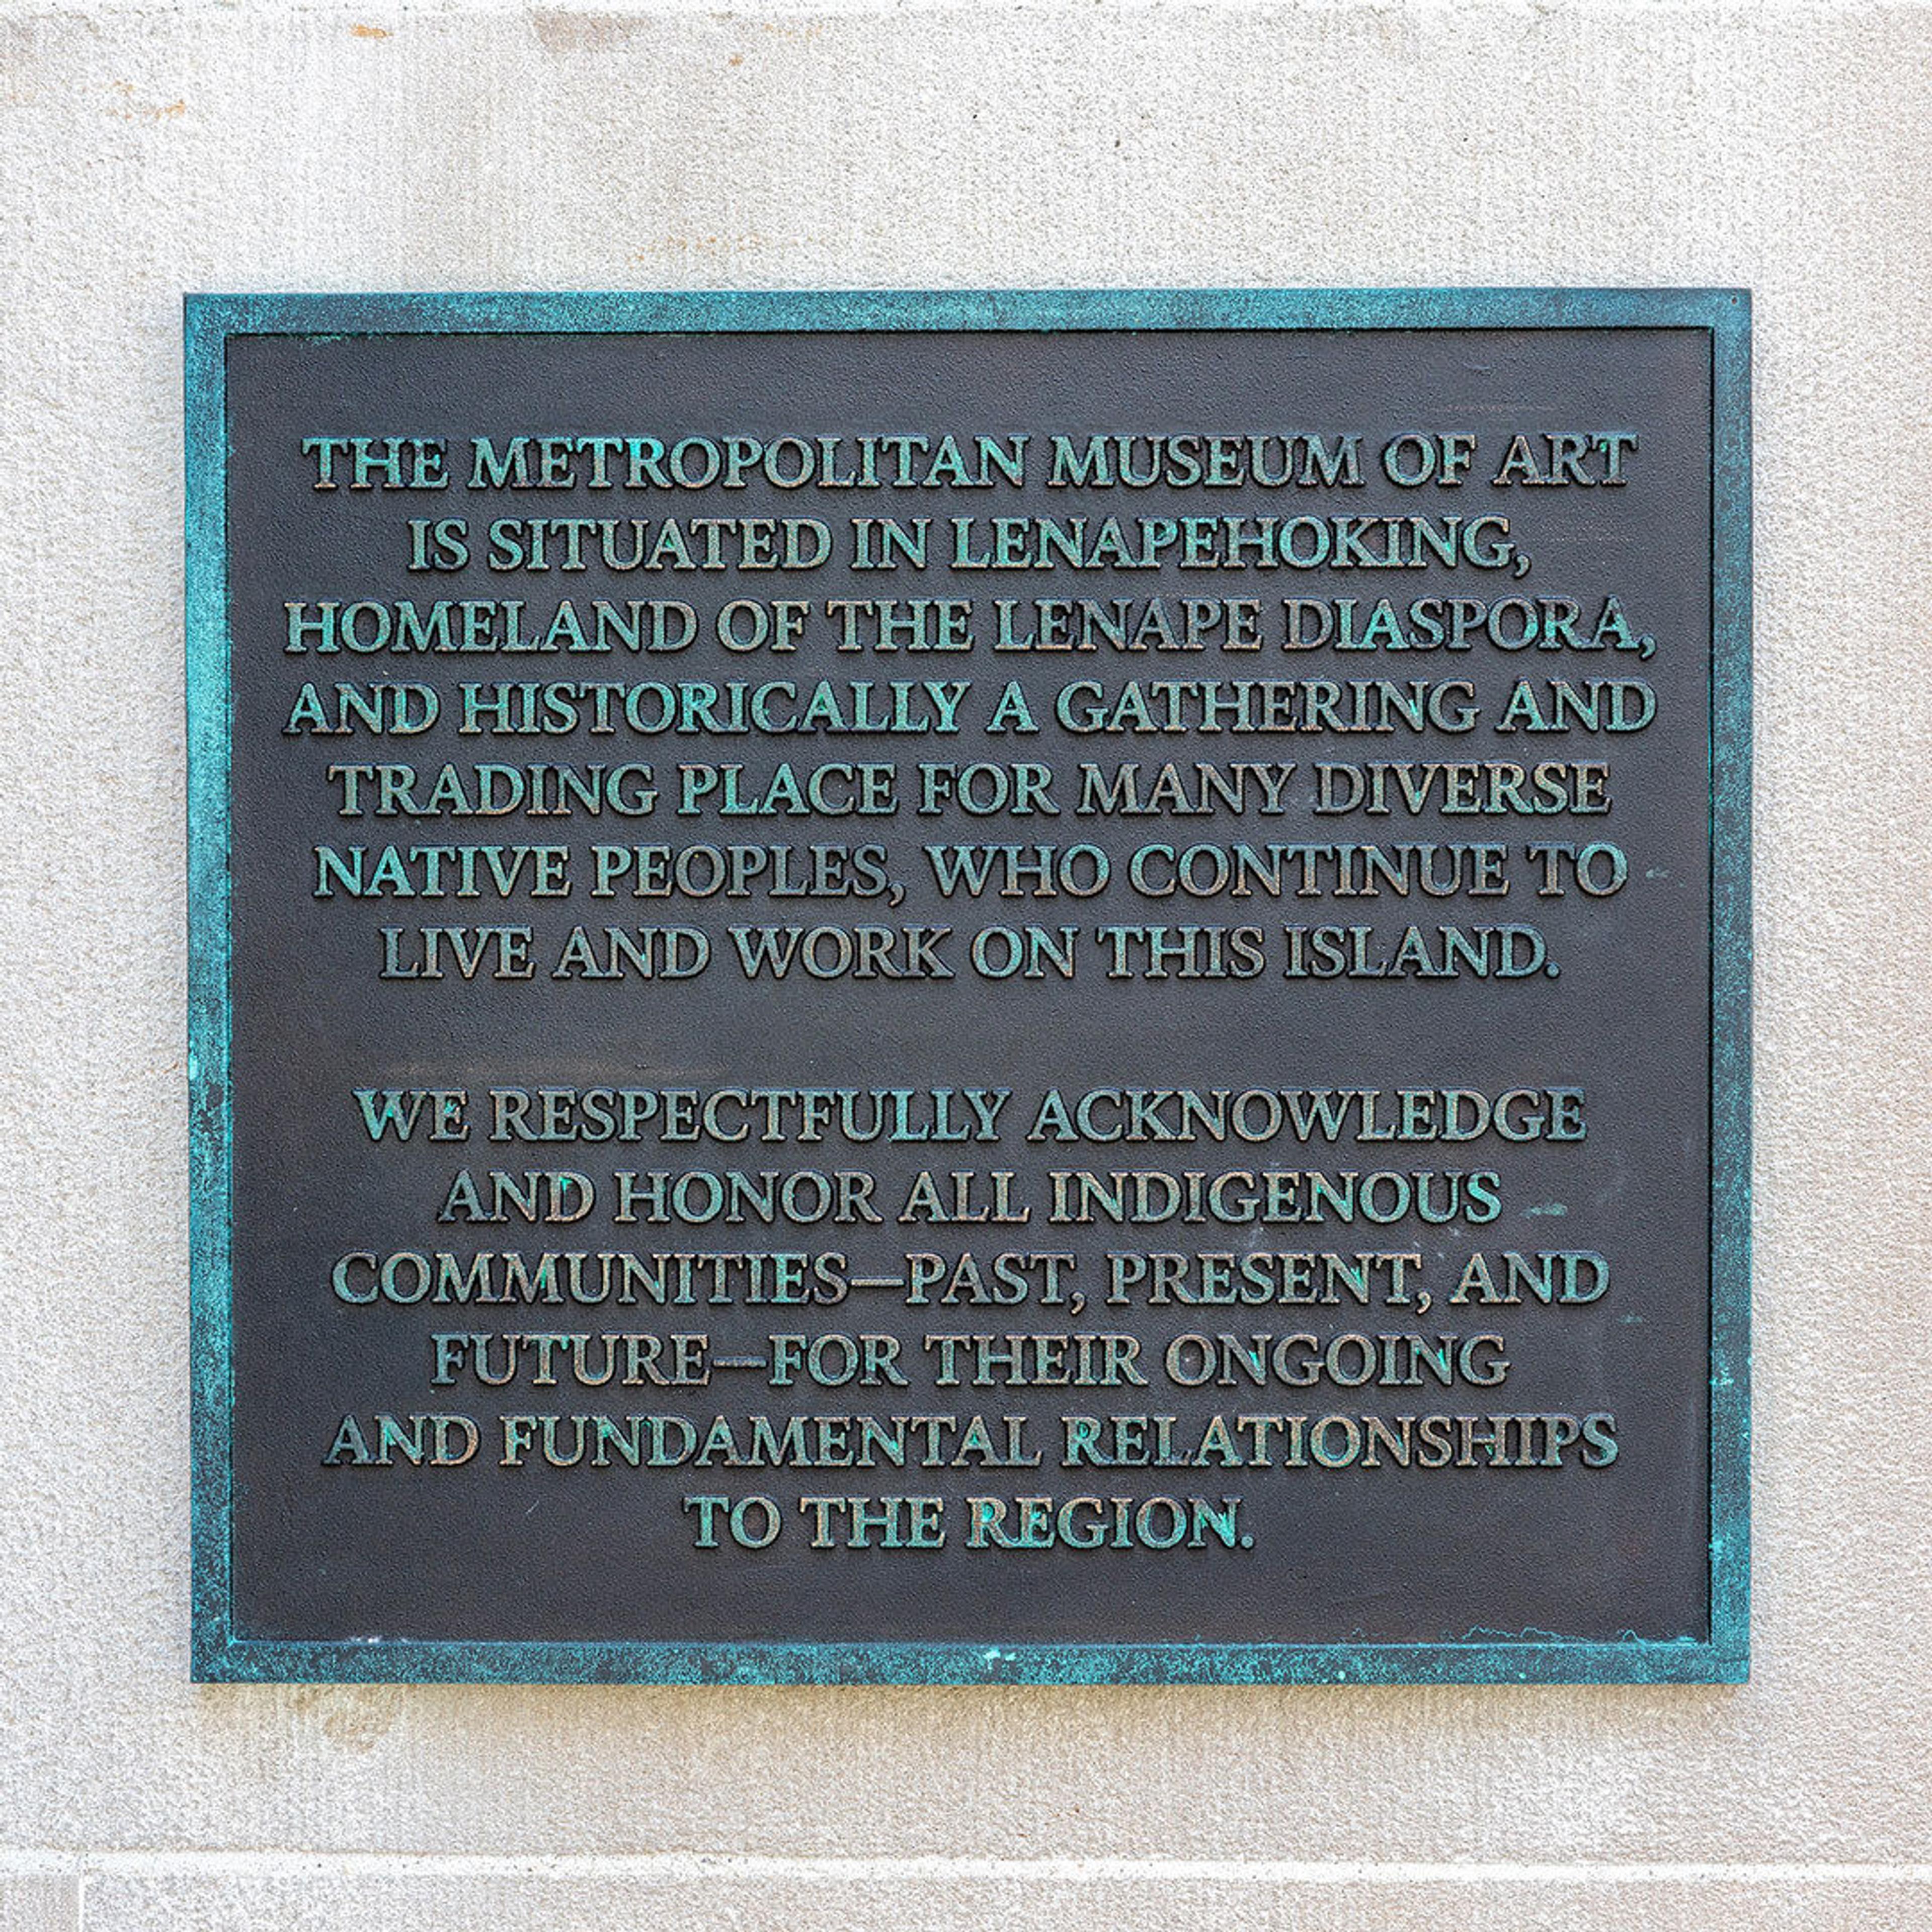 THE METROPOLITAN MUSEUM OF ART
IS SITUATED IN LENAPEHOKING,
HOMELAND OF THE LENAPE DIASPORA,
AND HISTORICALLY A GATHERING AND
TRADING PLACE FOR MANY DIVERSE
NATIVE PEOPLES, WHO CONTINUE TO
LIVE AND WORK ON THIS ISLAND.
WE RESPECTFULLY ACKNOWLEDGE
AND HONOR ALL INDIGENOUS
COMMUNITIES—PAST, PRESENT, AND
FUTURE—FOR THEIR ONGOING
AND FUNDAMENTAL RELATIONSHIPS
TO THE REGION.